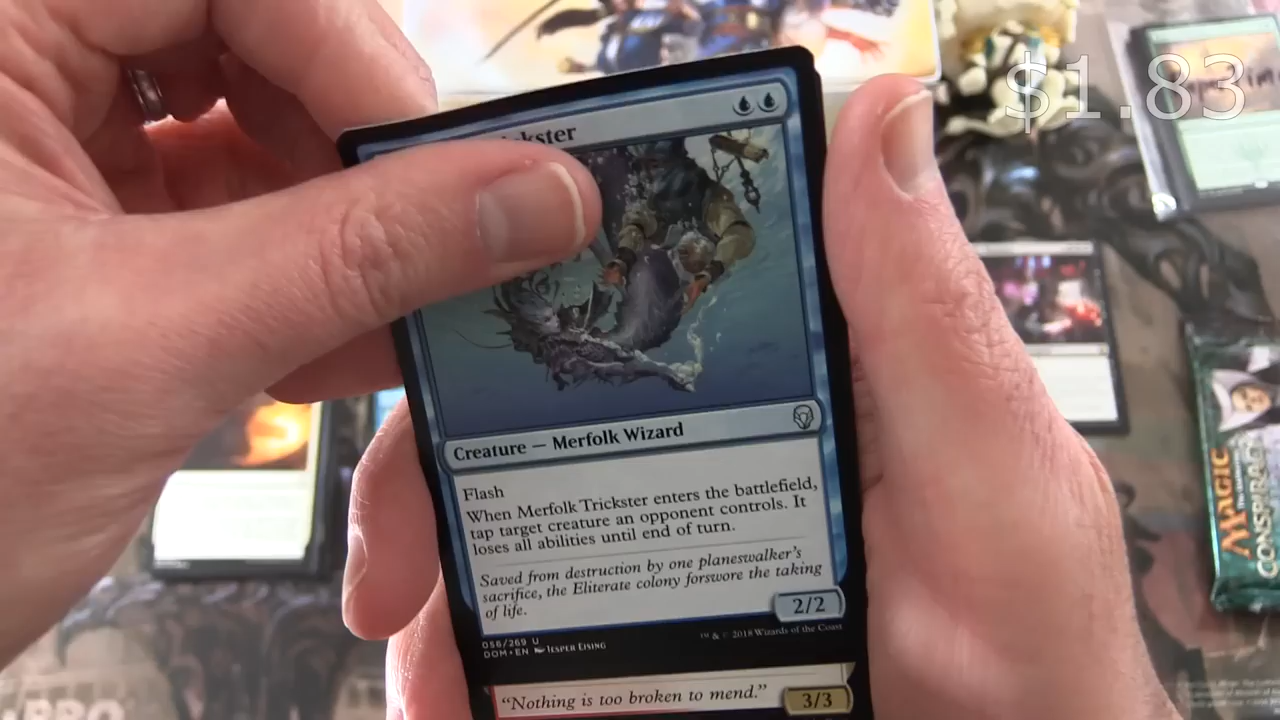 $1.83
Creature — Merfolk Wizard
Flash
When Merfolk Trickster enters the battlefield,
tap target creature an opponent controls. It
loses all abilities until end of turn.
Saved from destruction by one planeswalker's
sacrifice, the Eliterate colony forswore the taking
of life.
2/2
056/269 U
DOM • EN Jesper Ejsing
™ & © 2018 Wizards of the Coast
"Nothing is too broken to mend."
3/3
MAGIC
CONSPIRACY
PRO